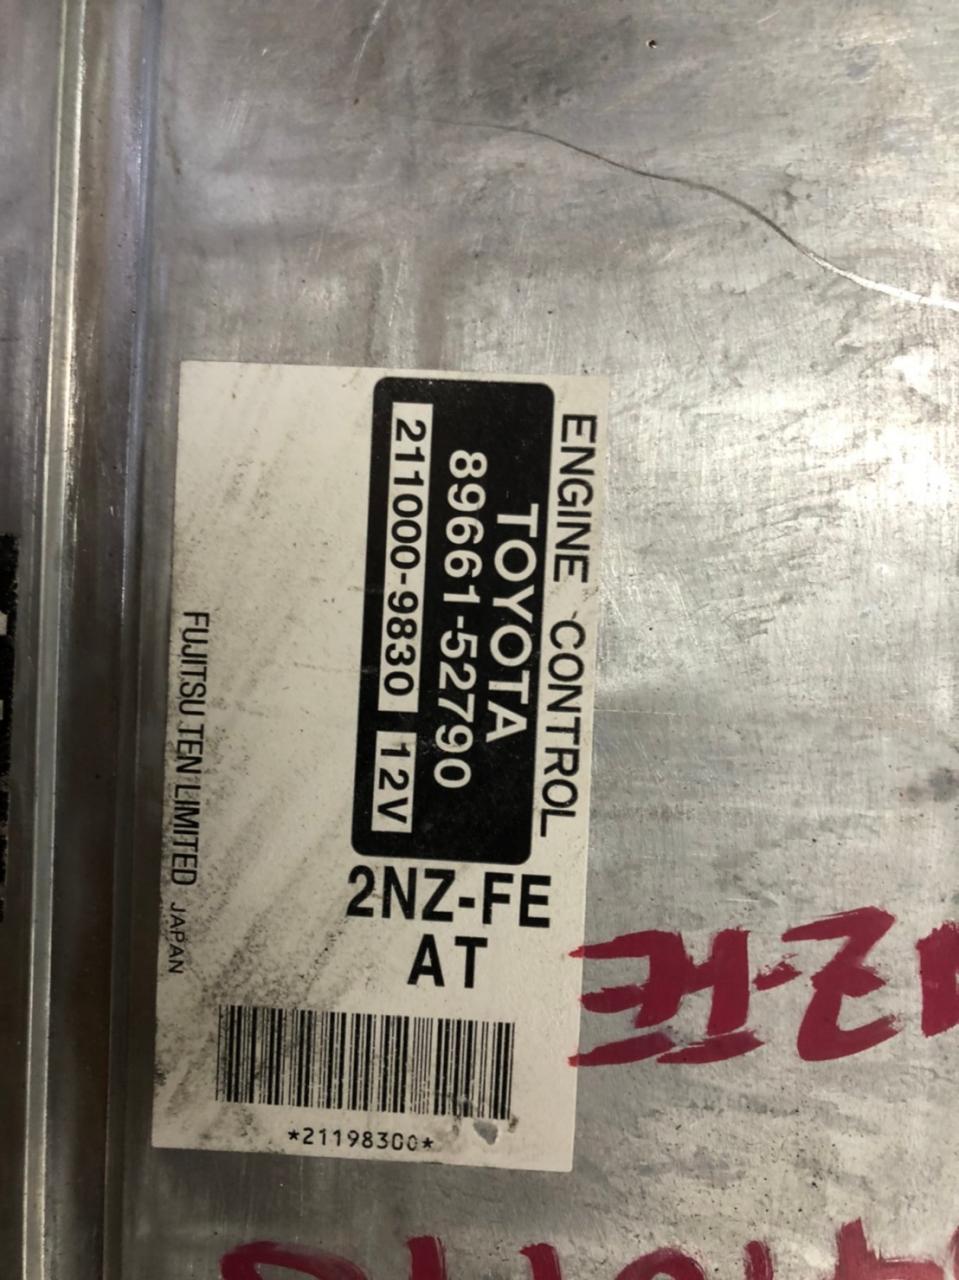 ENGINE CONTROL
TOYOTA
89661-52790
211000-9830 12V
2NZ-FE
AT
FUJITSU TEN LIMITED JAPAN
*21198300*